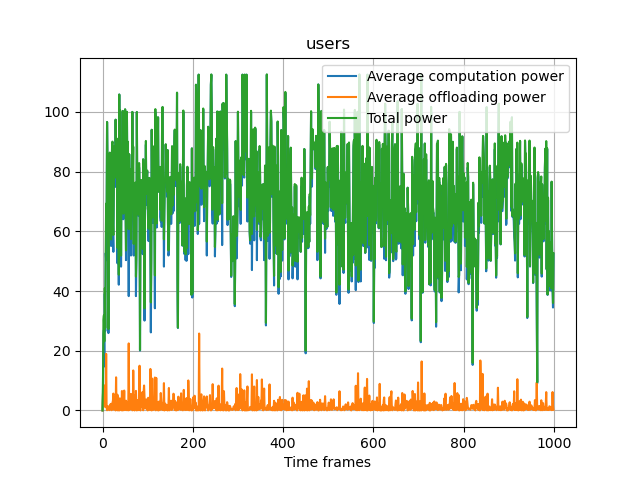 users
Average computation power
Average offloading power
Total power
100
80
60
40
20
0
0 200 400 600 800 1000
Time frames